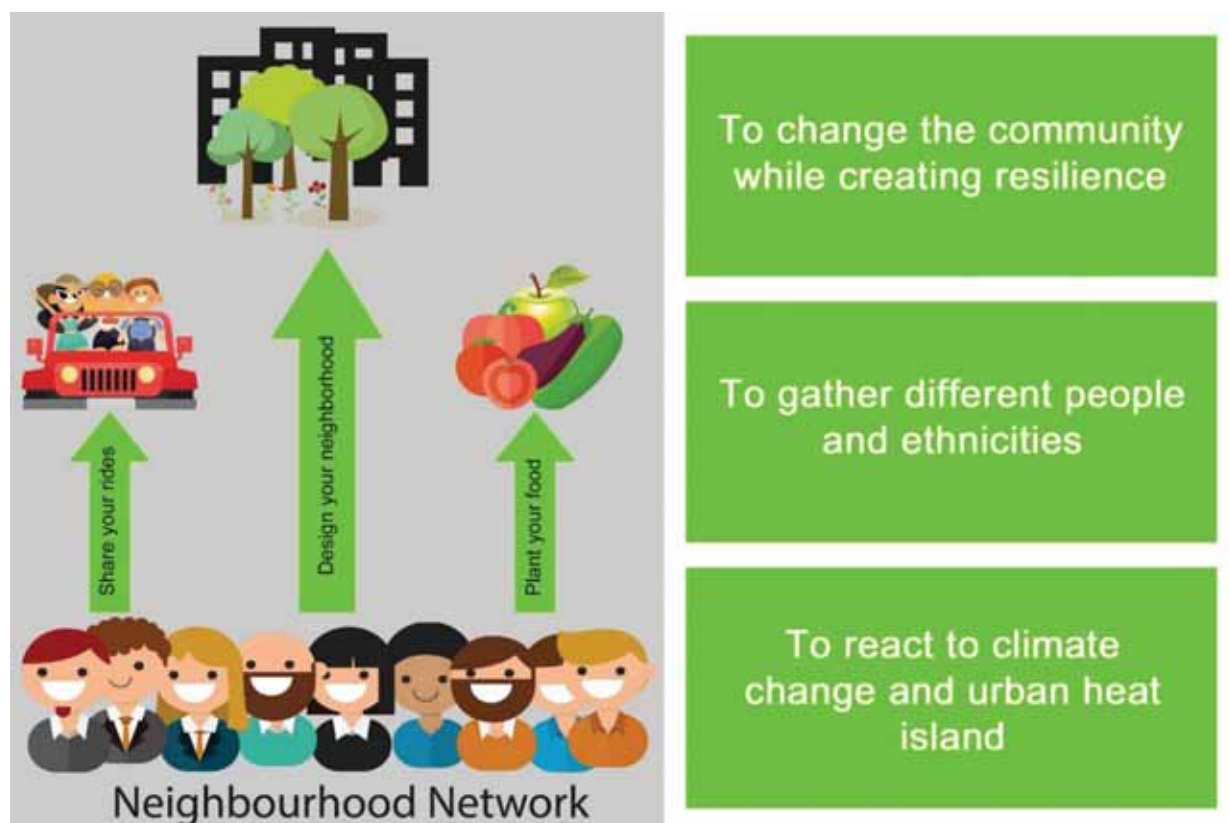 Share your rides
Design your neighborhood
Plant your food
Neighbourhood Network
To change the community
while creating resilience
To gather different people
and ethnicities
To react to climate
change and urban heat
island